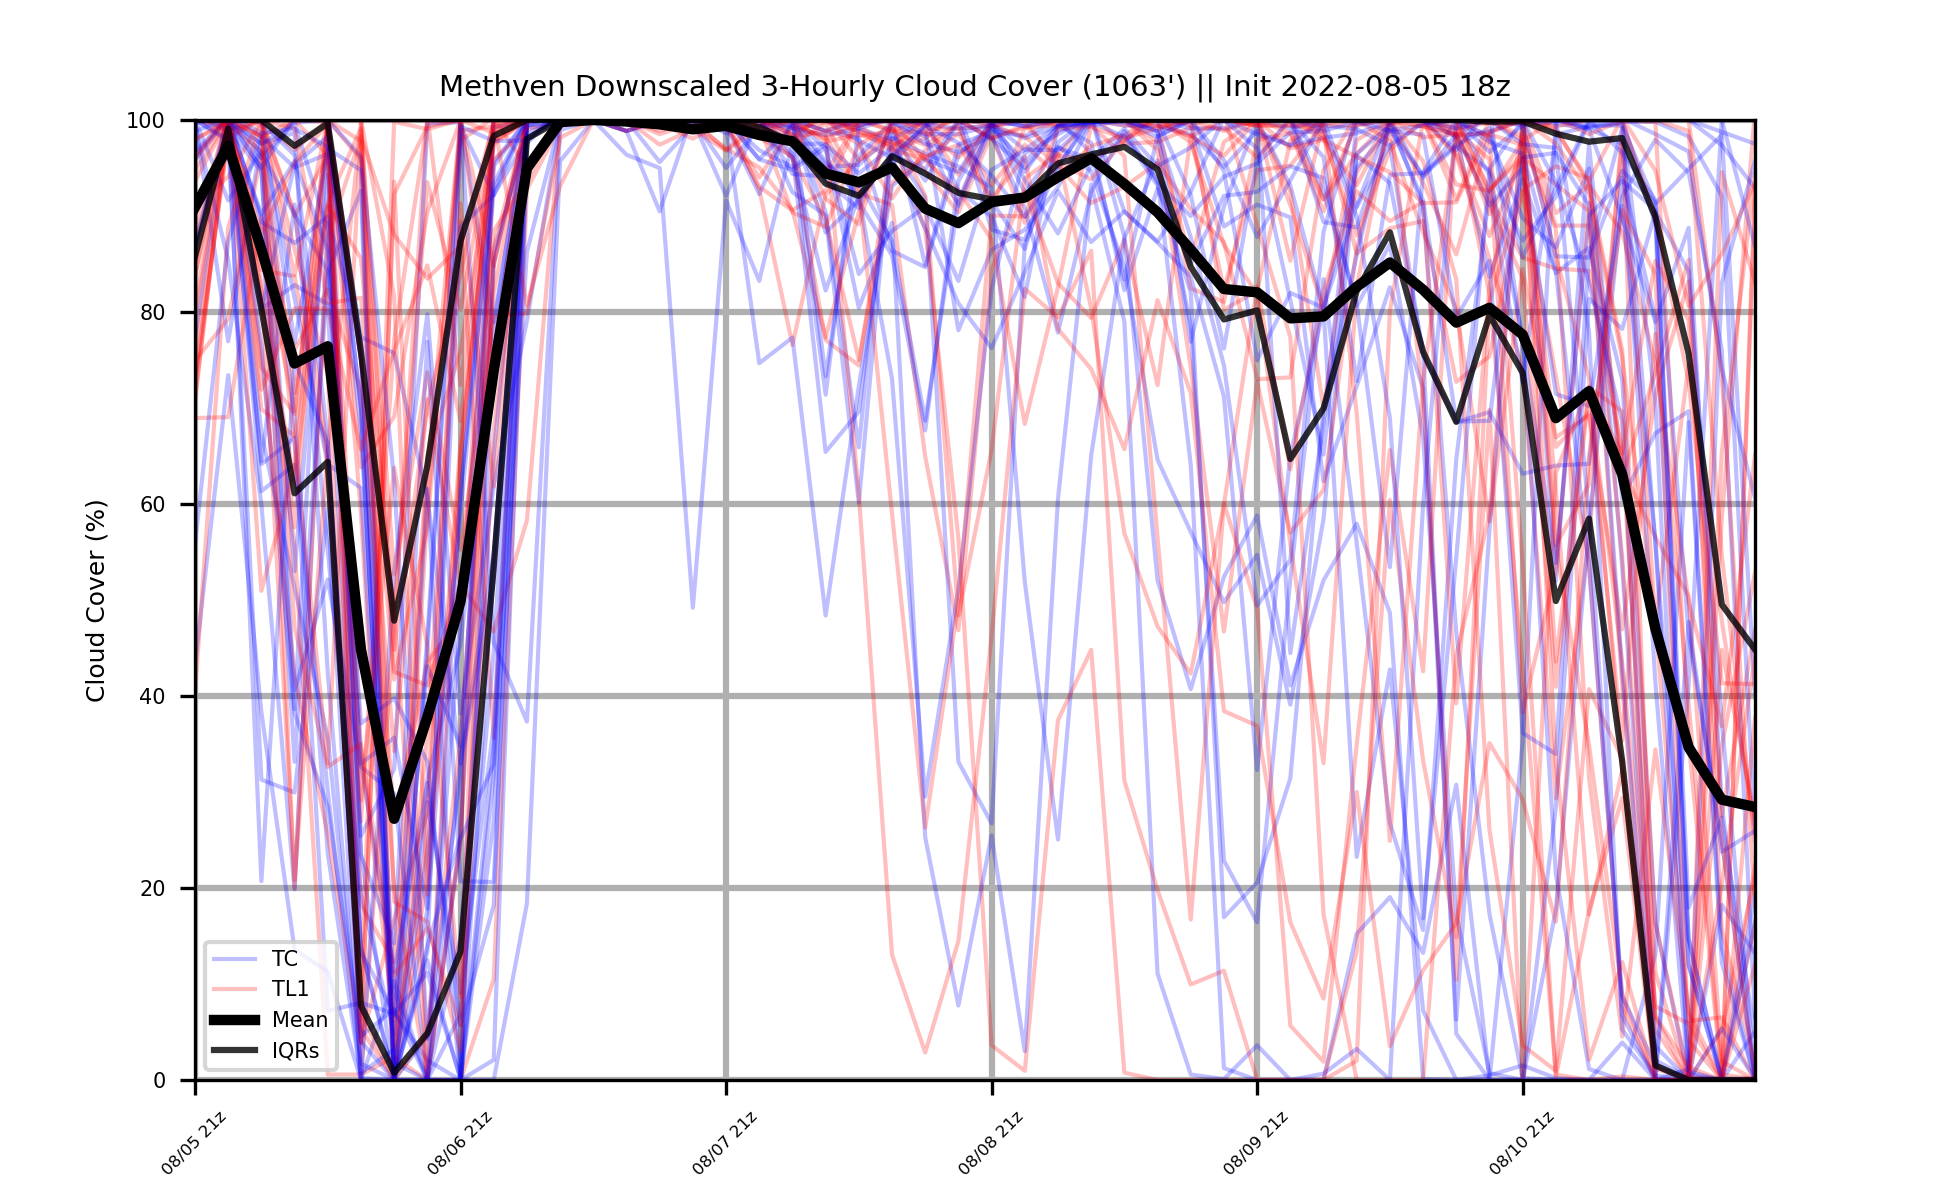 Methven Downscaled 3-Hourly Cloud Cover (1063') || Init 2022-08-05 18z
Cloud Cover (%)
100
80
60
40
20
0
TC
TL1
Mean
IQRs
08/05 21z
08/06 21z
08/07 21z
08/08 21z
08/09 21z
08/10 21z